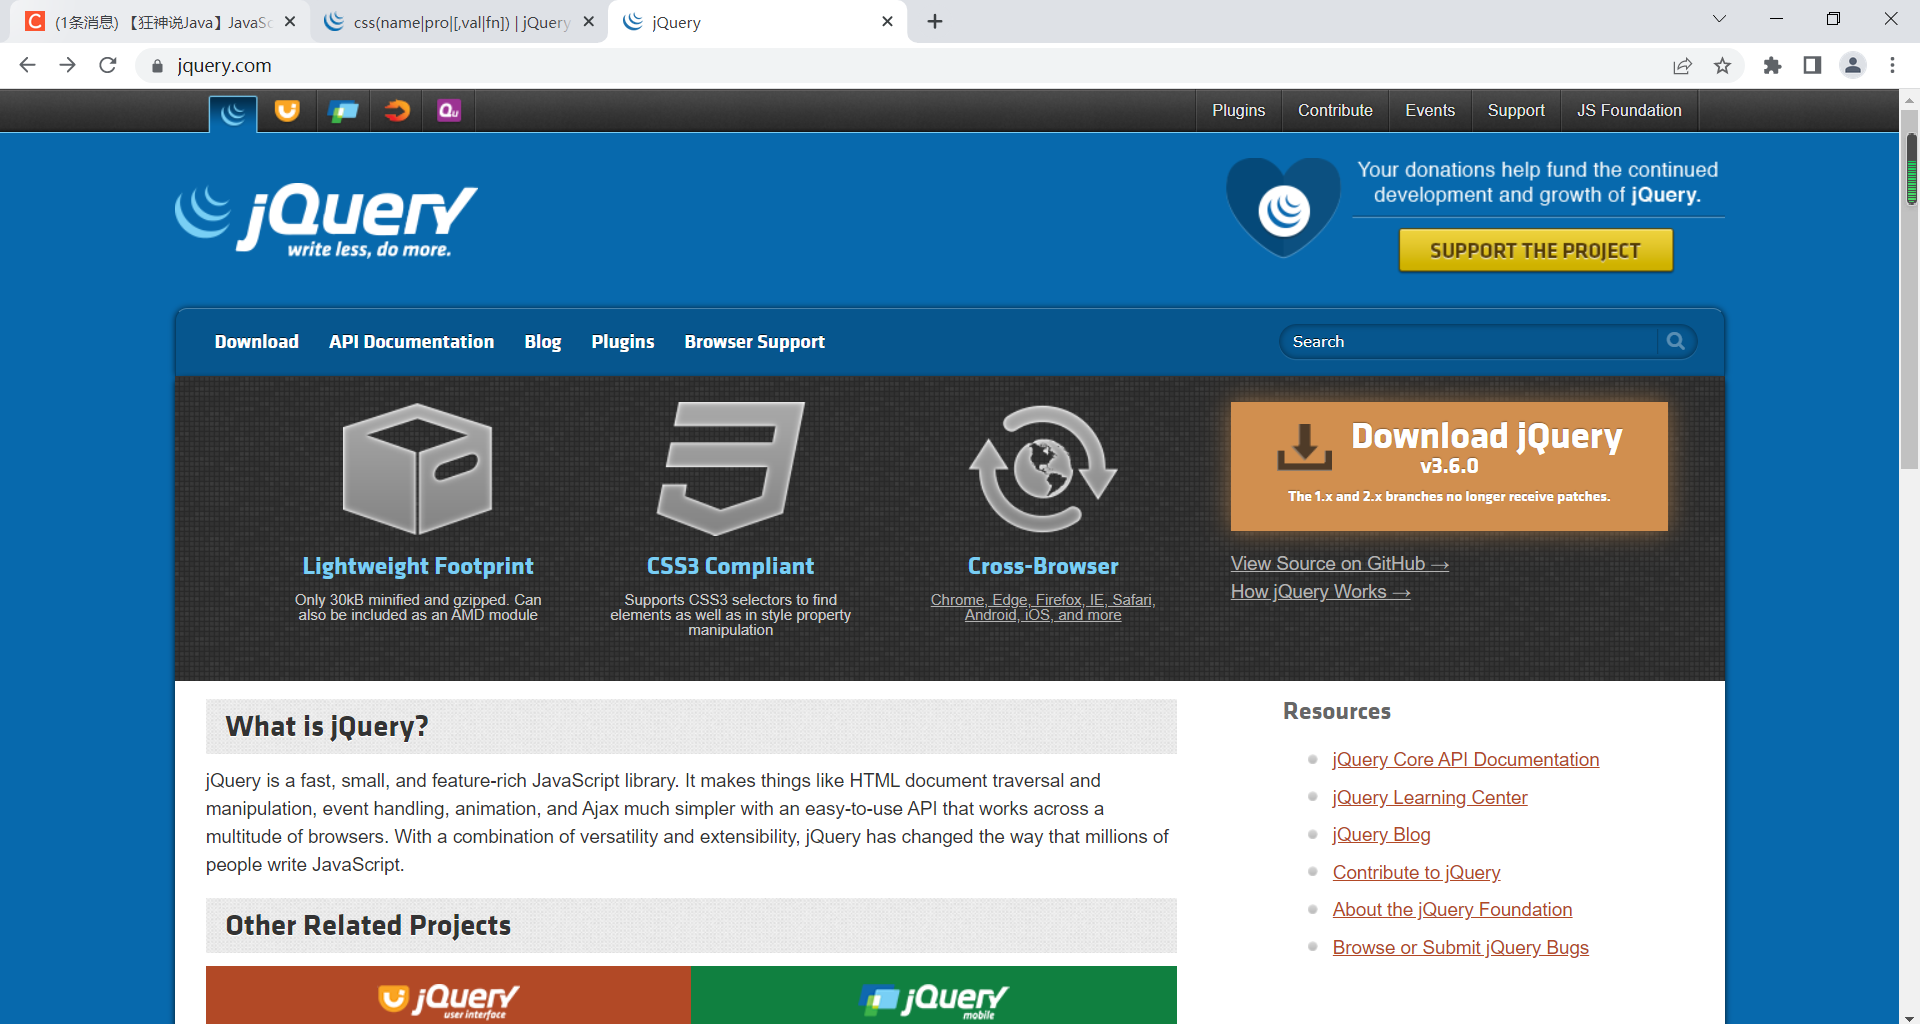 (1条消息) 【狂神说Java】JavaSc
css(name|pro|[,val|fn]) | jQuery
jQuery
jquery.com
Plugins
Contribute
Events
Support
JS Foundation
jQuery
write less, do more.
Your donations help fund the continued
development and growth of jQuery.
SUPPORT THE PROJECT
Download
API Documentation
Blog
Plugins
Browser Support
Search
Lightweight Footprint
Only 30kB minified and gzipped. Can
also be included as an AMD module
CSS3 Compliant
Supports CSS3 selectors to find
elements as well as in style property
manipulation
Cross-Browser
Chrome, Edge, Firefox, IE, Safari,
Android, iOS, and more
Download jQuery
v3.6.0
The 1.x and 2.x branches no longer receive patches.
View Source on GitHub →
How jQuery Works →
What is jQuery?
jQuery is a fast, small, and feature-rich JavaScript library. It makes things like HTML document traversal and
manipulation, event handling, animation, and Ajax much simpler with an easy-to-use API that works across a
multitude of browsers. With a combination of versatility and extensibility, jQuery has changed the way that millions of
people write JavaScript.
Other Related Projects
jQuery
user interface
jQuery
mobile
Resources
jQuery Core API Documentation
jQuery Learning Center
jQuery Blog
Contribute to jQuery
About the jQuery Foundation
Browse or Submit jQuery Bugs